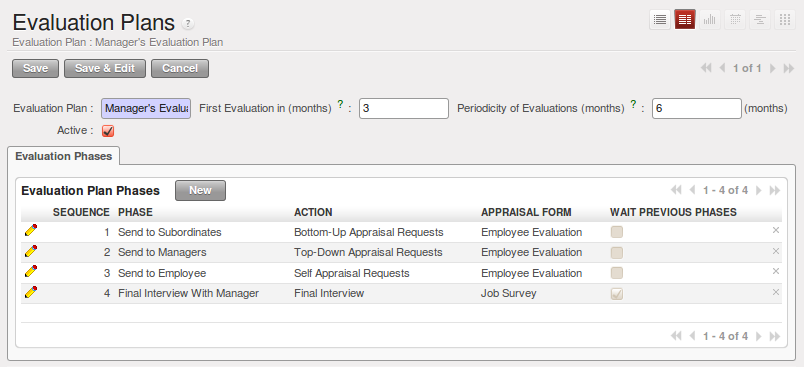 Evaluation Plans ?
Evaluation Plan : Manager's Evaluation Plan
Save Save & Edit Cancel 1 of 1
Evaluation Plan : Manager's Evalua First Evaluation in (months) ? : 3 Periodicity of Evaluations (months) ? : 6 (months)
Active :
Evaluation Phases
Evaluation Plan Phases New 1 - 4 of 4
SEQUENCE PHASE ACTION APPRAISAL FORM WAIT PREVIOUS PHASES
1 Send to Subordinates Bottom-Up Appraisal Requests Employee Evaluation
2 Send to Managers Top-Down Appraisal Requests Employee Evaluation
3 Send to Employee Self Appraisal Requests Employee Evaluation
4 Final Interview With Manager Final Interview Job Survey
1 - 4 of 4